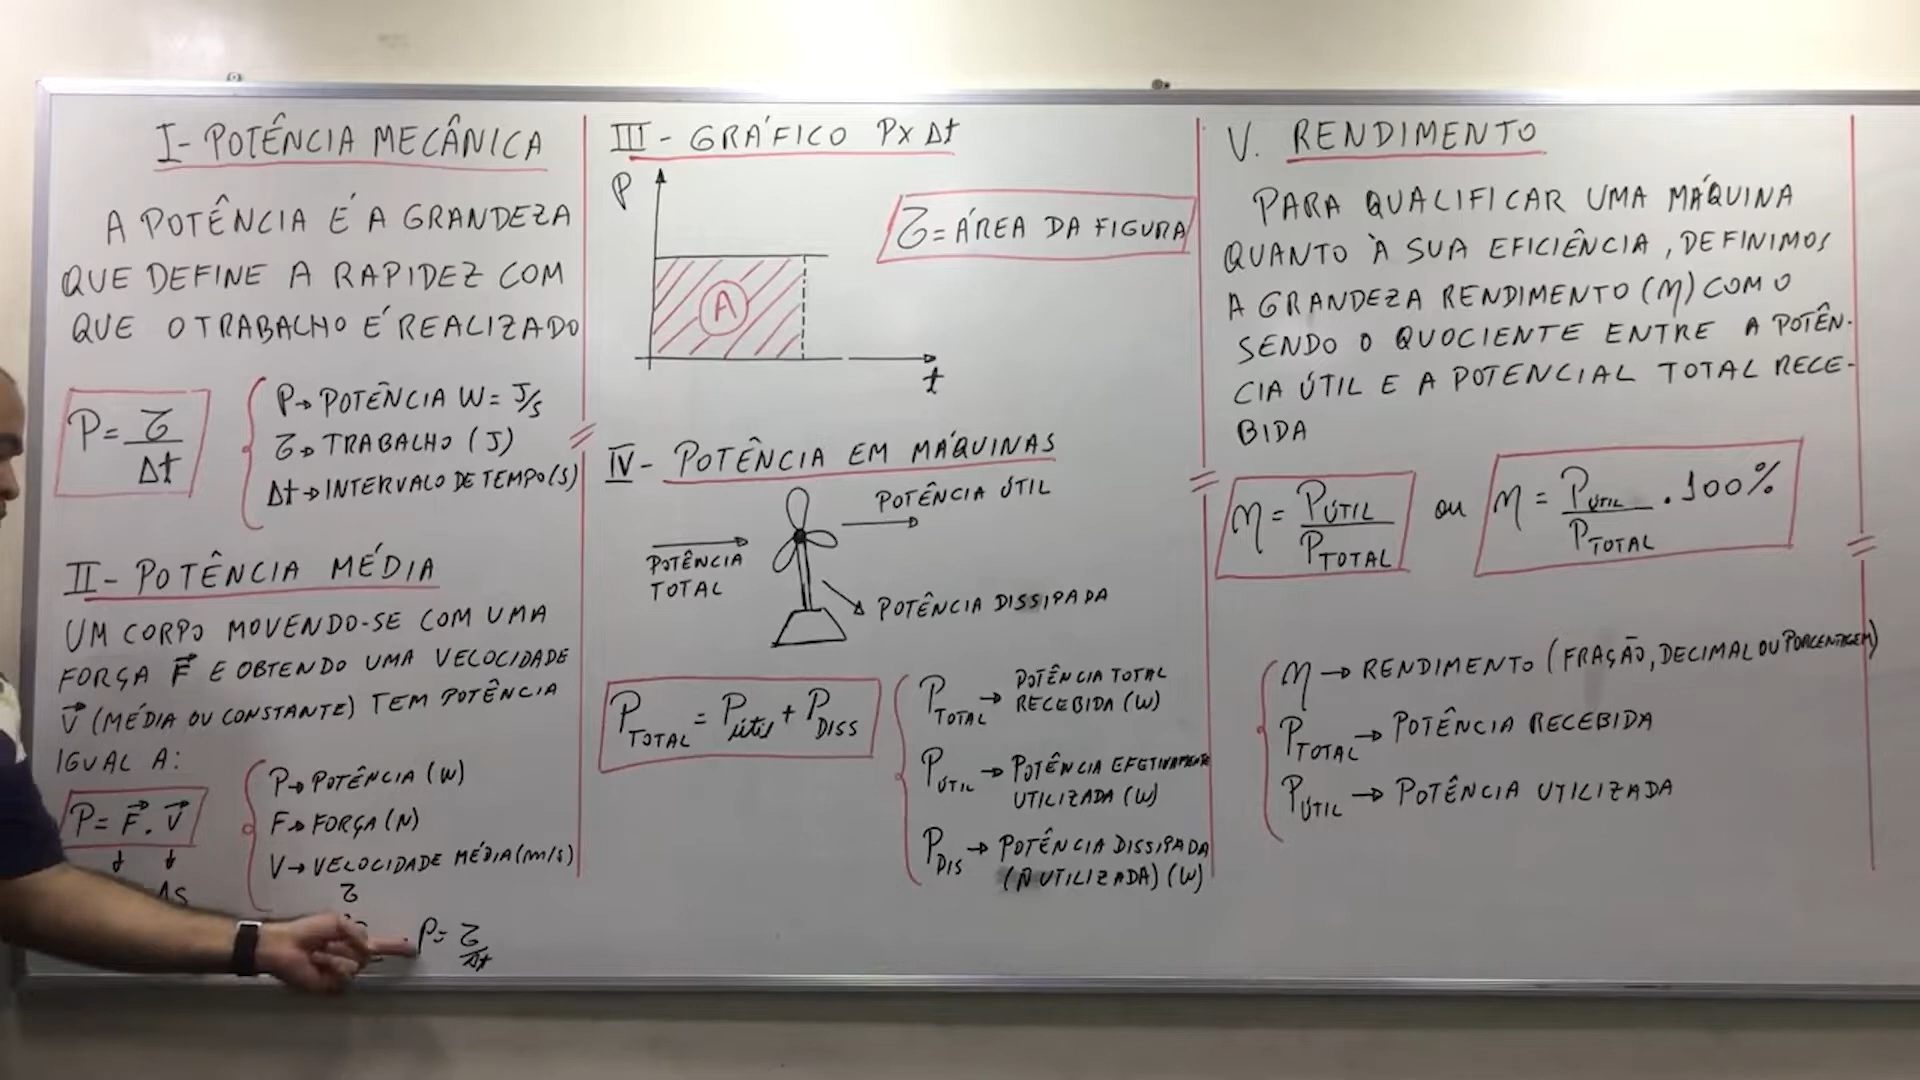 I- POTÊNCIA MECÂNICA
A POTÊNCIA É A GRANDEZA
QUE DEFINE A RAPIDEZ COM
QUE O TRABALHO É REALIZADO
P = τ/Δt
P → POTÊNCIA W = J/s
τ → TRABALHO (J)
Δt → INTERVALO DE TEMPO (S)
II - POTÊNCIA MÉDIA
UM CORPO MOVENDO-SE COM UMA
FORÇA F⃗ E OBTENDO UMA VELOCIDADE
V⃗ (MÉDIA OU CONSTANTE) TEM POTÊNCIA
IGUAL A:
P = F⃗ . V⃗
ΔS
P → POTÊNCIA (W)
F → FORÇA (N)
V → VELOCIDADE MÉDIA (m/s)
τ
P = τ/Δt
III - GRÁFICO P x Δt
P
A
t
τ = ÁREA DA FIGURA
IV - POTÊNCIA EM MÁQUINAS
POTÊNCIA ÚTIL
POTÊNCIA
TOTAL
POTÊNCIA DISSIPADA
P TOTAL = P útil + P DISS
P TOTAL → POTÊNCIA TOTAL
RECEBIDA (W)
P ÚTIL → POTÊNCIA EFETIVAMENTE
UTILIZADA (W)
P DIS → POTÊNCIA DISSIPADA
(Ñ UTILIZADA) (W)
V. RENDIMENTO
PARA QUALIFICAR UMA MÁQUINA
QUANTO À SUA EFICIÊNCIA, DEFINIMOS
A GRANDEZA RENDIMENTO (η) COMO
SENDO O QUOCIENTE ENTRE A POTÊN-
CIA ÚTIL E A POTENCIAL TOTAL RECE-
BIDA
η = P ÚTIL / P TOTAL ou η = P ÚTIL / P TOTAL . 100%
η → RENDIMENTO (FRAÇÃO, DECIMAL OU PORCENTAGEM)
P TOTAL → POTÊNCIA RECEBIDA
P ÚTIL → POTÊNCIA UTILIZADA